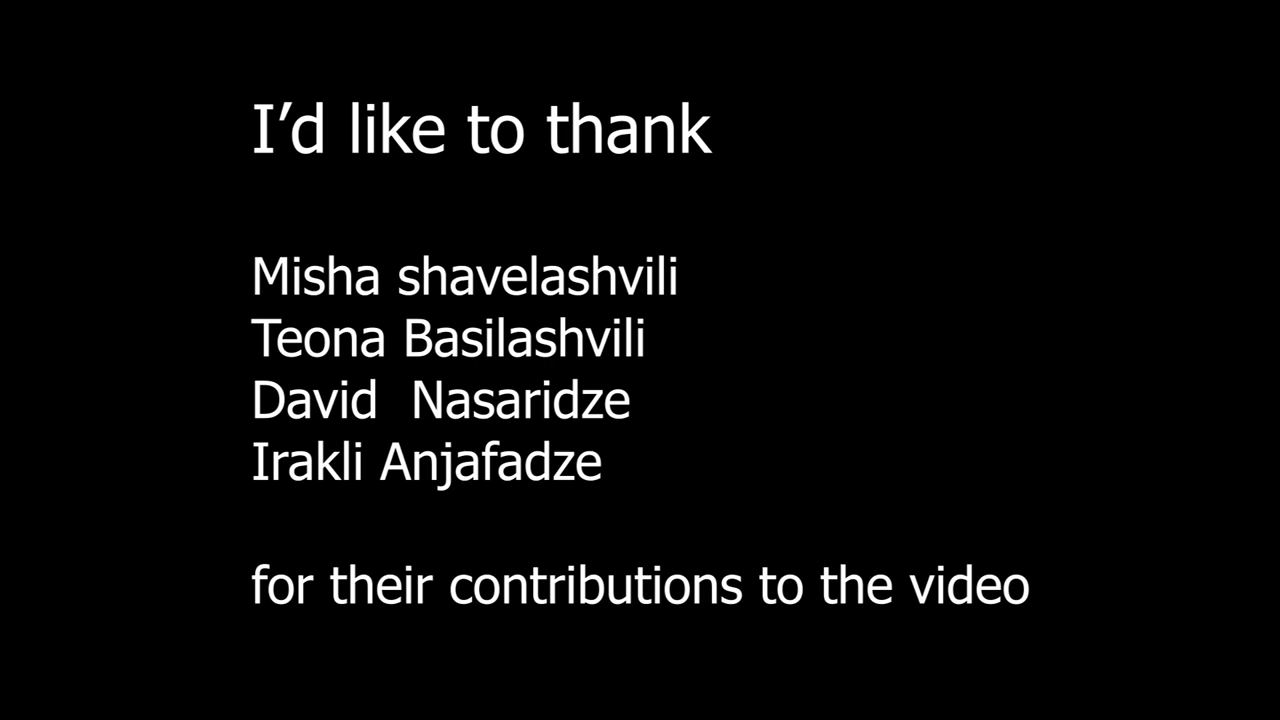 I’d like to thank
Misha shavelashvili
Teona Basilashvili
David  Nasaridze
Irakli Anjafadze
for their contributions to the video